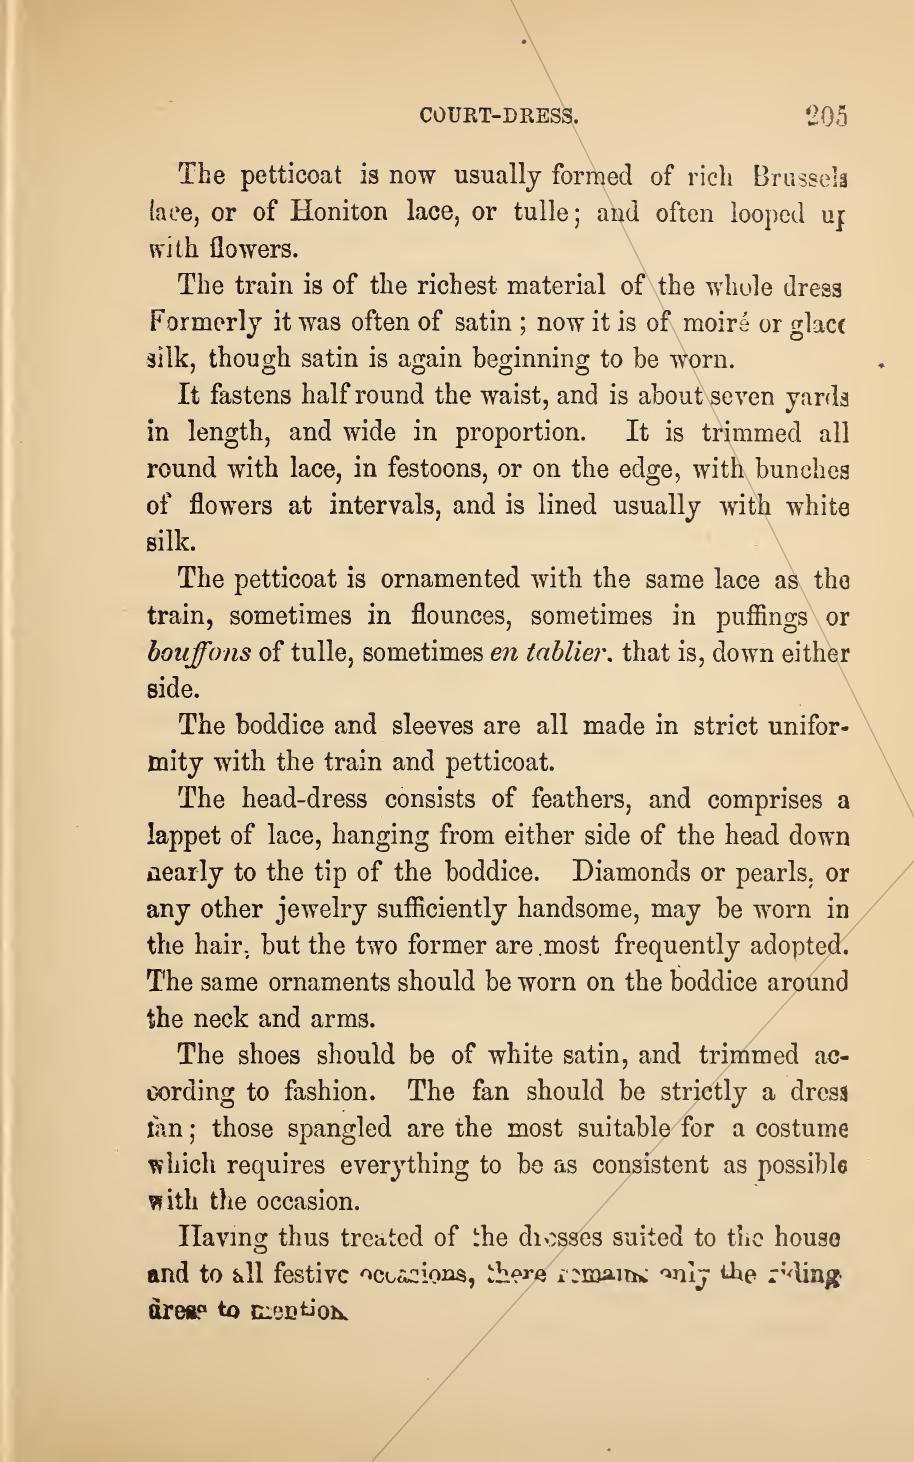 COURT-DRESS. 205
The petticoat is now usually formed of rich Brussels
lace, or of Honiton lace, or tulle; and often looped up
with flowers.
The train is of the richest material of the whole dress
Formerly it was often of satin; now it is of moiré or glacé
silk, though satin is again beginning to be worn.
It fastens half round the waist, and is about seven yards
in length, and wide in proportion. It is trimmed all
round with lace, in festoons, or on the edge, with bunches
of flowers at intervals, and is lined usually with white
silk.
The petticoat is ornamented with the same lace as the
train, sometimes in flounces, sometimes in puffings or
bouffons of tulle, sometimes en tablier. that is, down either
side.
The boddice and sleeves are all made in strict unifor-
mity with the train and petticoat.
The head-dress consists of feathers, and comprises a
lappet of lace, hanging from either side of the head down
nearly to the tip of the boddice. Diamonds or pearls, or
any other jewelry sufficiently handsome, may be worn in
the hair, but the two former are most frequently adopted.
The same ornaments should be worn on the boddice around
the neck and arms.
The shoes should be of white satin, and trimmed ac-
cording to fashion. The fan should be strictly a dress
fan; those spangled are the most suitable for a costume
which requires everything to be as consistent as possible
with the occasion.
Having thus treated of the dresses suited to the house
and to all festive occasions, there remains only the riding
dress to mention